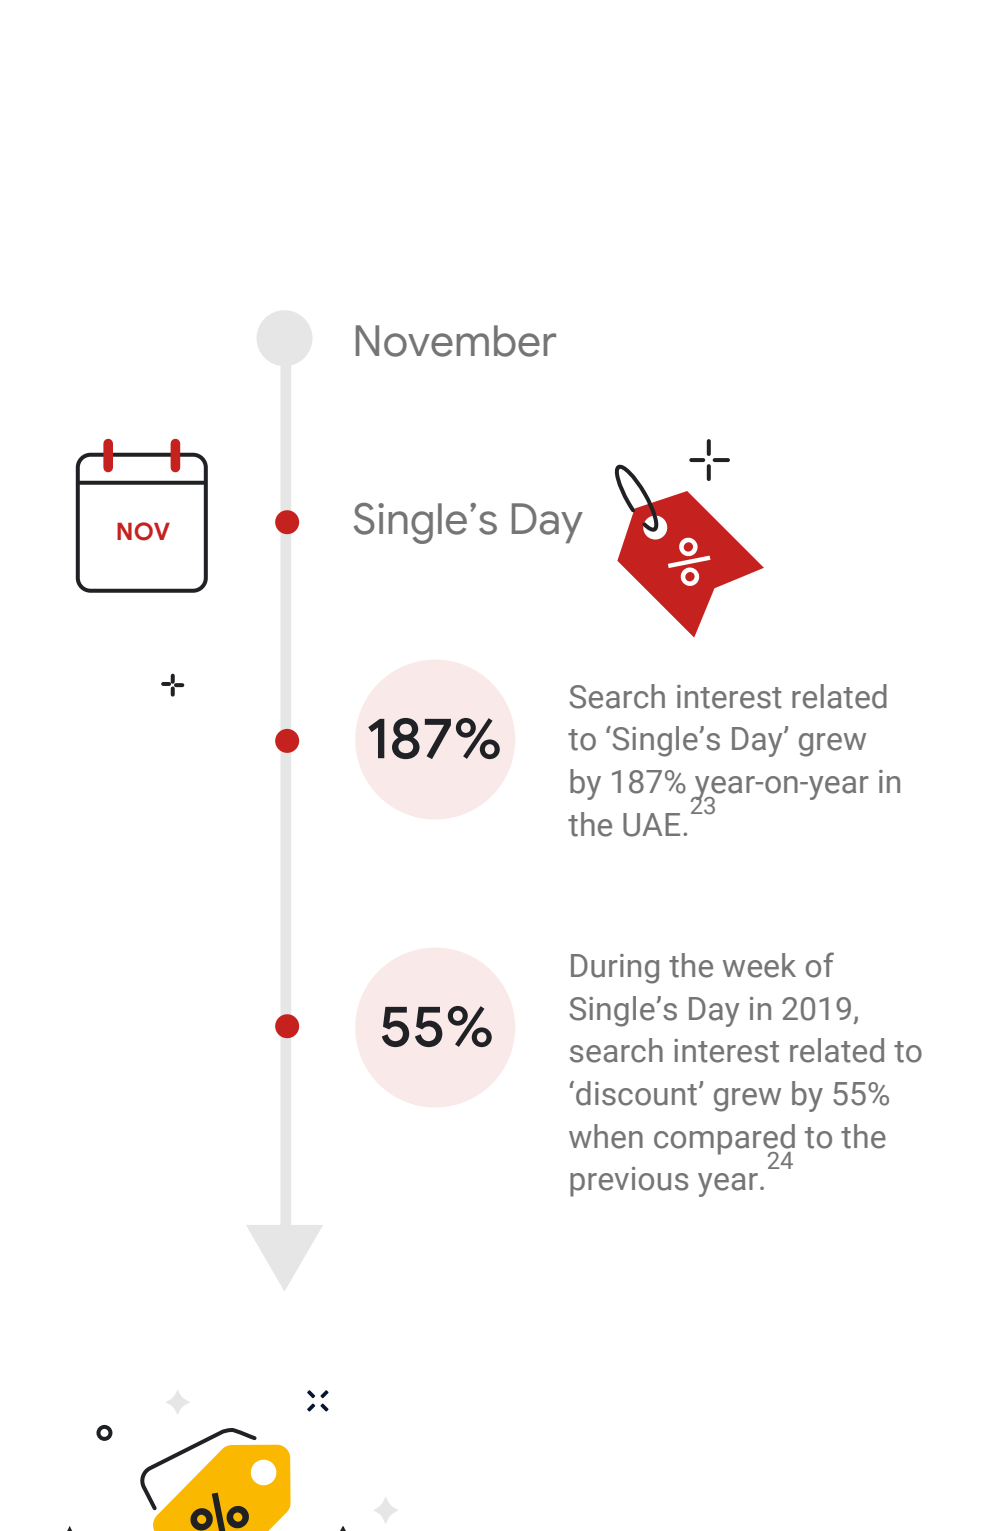 November
NOV
Single’s Day
%
187%
Search interest related
to ‘Single’s Day’ grew
by 187% year-on-year in
the UAE.23
55%
During the week of
Single’s Day in 2019,
search interest related to
‘discount’ grew by 55%
when compared to the
previous year.24
%